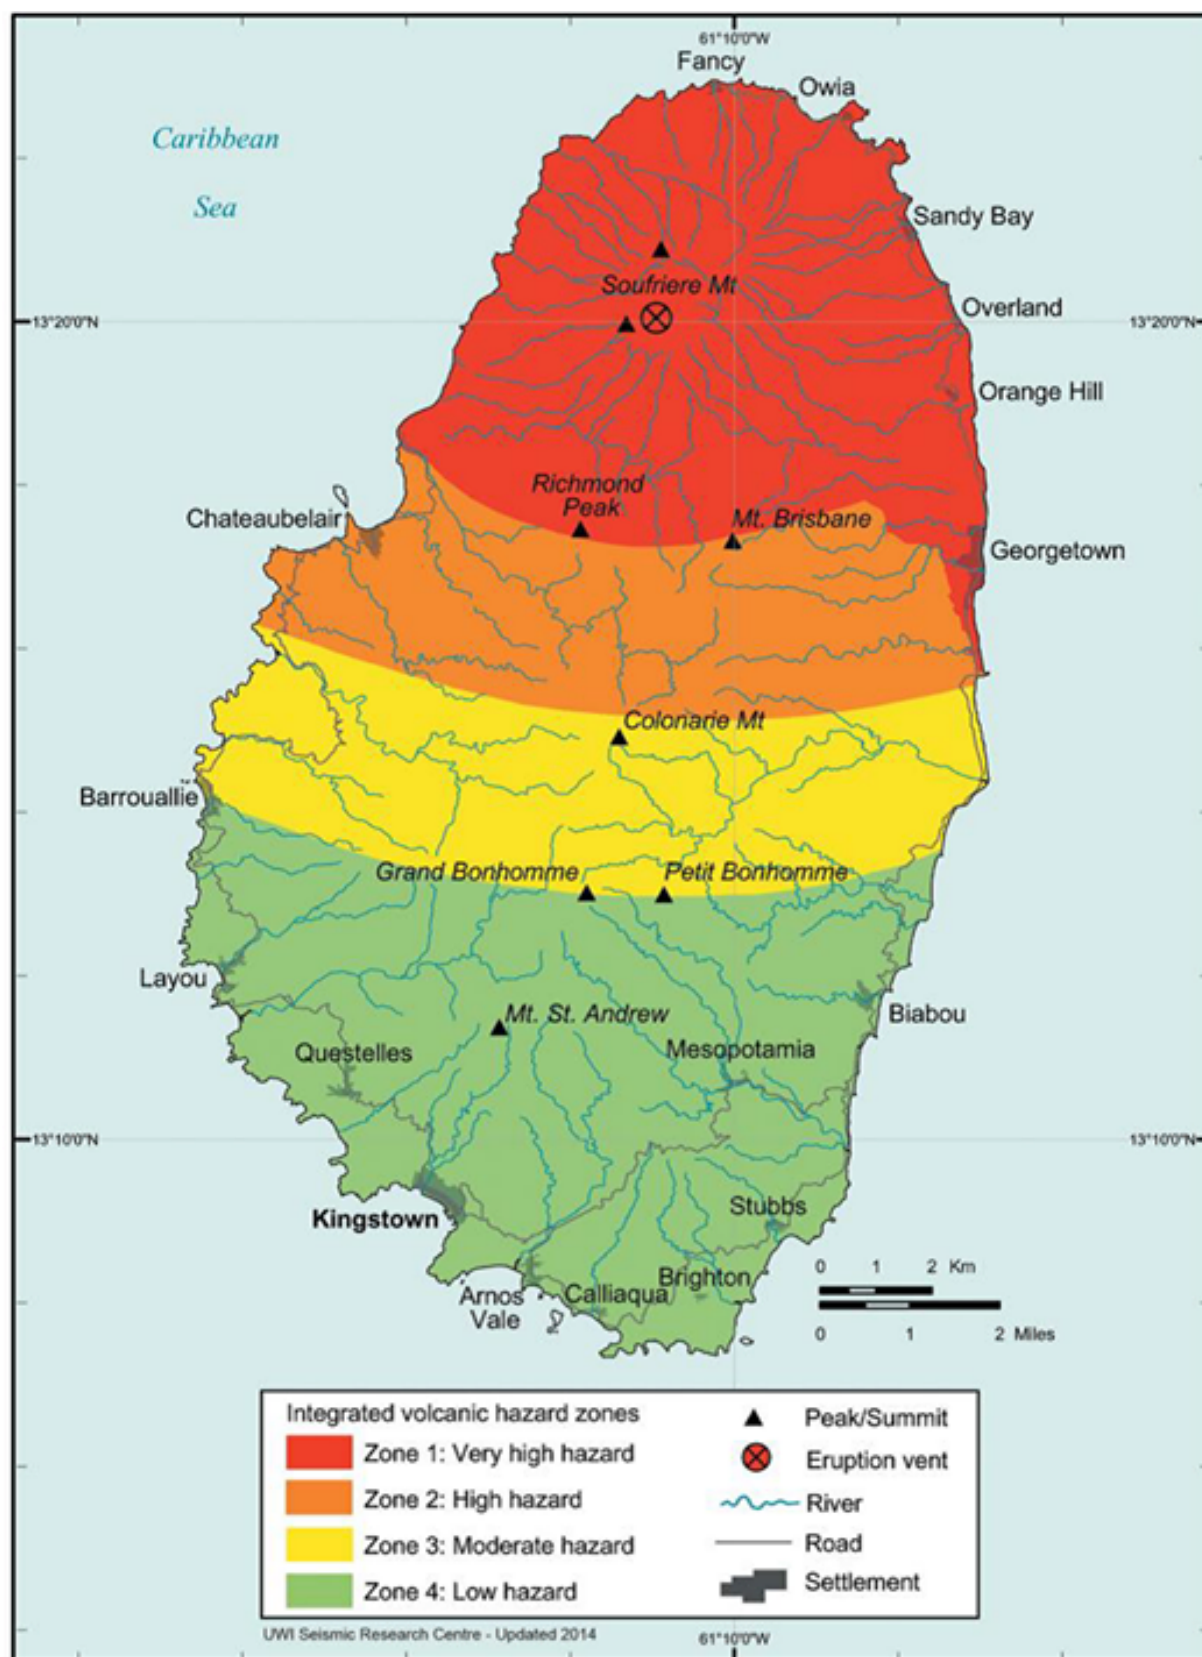 61°10'0"W
Fancy
Owia
Caribbean
Sea
Sandy Bay
Soufriere Mt
Overland
13°20'0"N
13°20'0"N
Orange Hill
Richmond
Peak
Mt. Brisbane
Chateaubelair
Georgetown
Colonarie Mt
Barrouallie
Grand Bonhomme
Petit Bonhomme
Layou
Mt. St. Andrew
Biabou
Questelles
Mesopotamia
13°10'0"N
13°10'0"N
Kingstown
Stubbs
Brighton
Arnos
Vale
Calliaqua
0 1 2 Km
0 1 2 Miles
Integrated volcanic hazard zones
Zone 1: Very high hazard
Zone 2: High hazard
Zone 3: Moderate hazard
Zone 4: Low hazard
Peak/Summit
Eruption vent
River
Road
Settlement
UWI Seismic Research Centre - Updated 2014
61°10'0"W